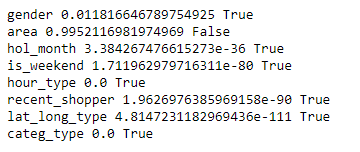 gender 0.011816646789754925 True
area 0.9952116981974969 False
hol_month 3.384267476615273e-36 True
is_weekend 1.711962979716311e-80 True
hour_type 0.0 True
recent_shopper 1.9626976385969158e-90 True
lat_long_type 4.8147231182969436e-111 True
categ_type 0.0 True